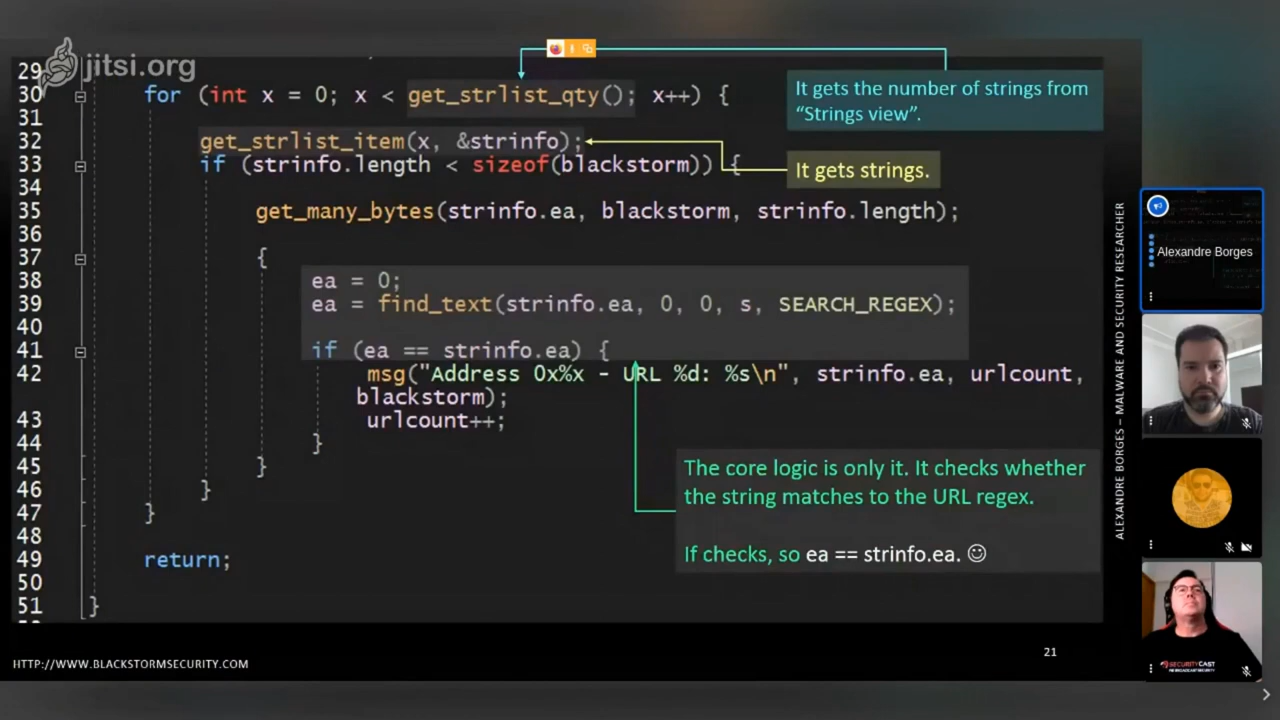 jitsi.org
29
30 for (int x = 0; x < get_strlist_qty(); x++) {
31
32 get_strlist_item(x, &strinfo);
33 if (strinfo.length < sizeof(blackstorm)) {
34
35 get_many_bytes(strinfo.ea, blackstorm, strinfo.length);
36
37 {
38 ea = 0;
39 ea = find_text(strinfo.ea, 0, 0, s, SEARCH_REGEX);
40
41 if (ea == strinfo.ea) {
42 msg("Address 0x%x - URL %d: %s\n", strinfo.ea, urlcount,
blackstorm);
43 urlcount++;
44 }
45 }
46 }
47 }
48
49 return;
50
51 }
It gets the number of strings from
“Strings view”.
It gets strings.
The core logic is only it. It checks whether
the string matches to the URL regex.
If checks, so ea == strinfo.ea. ☺
ALEXANDRE BORGES – MALWARE AND SECURITY RESEARCHER
HTTP://WWW.BLACKSTORMSECURITY.COM
21
Alexandre Borges
SECURITYCAST